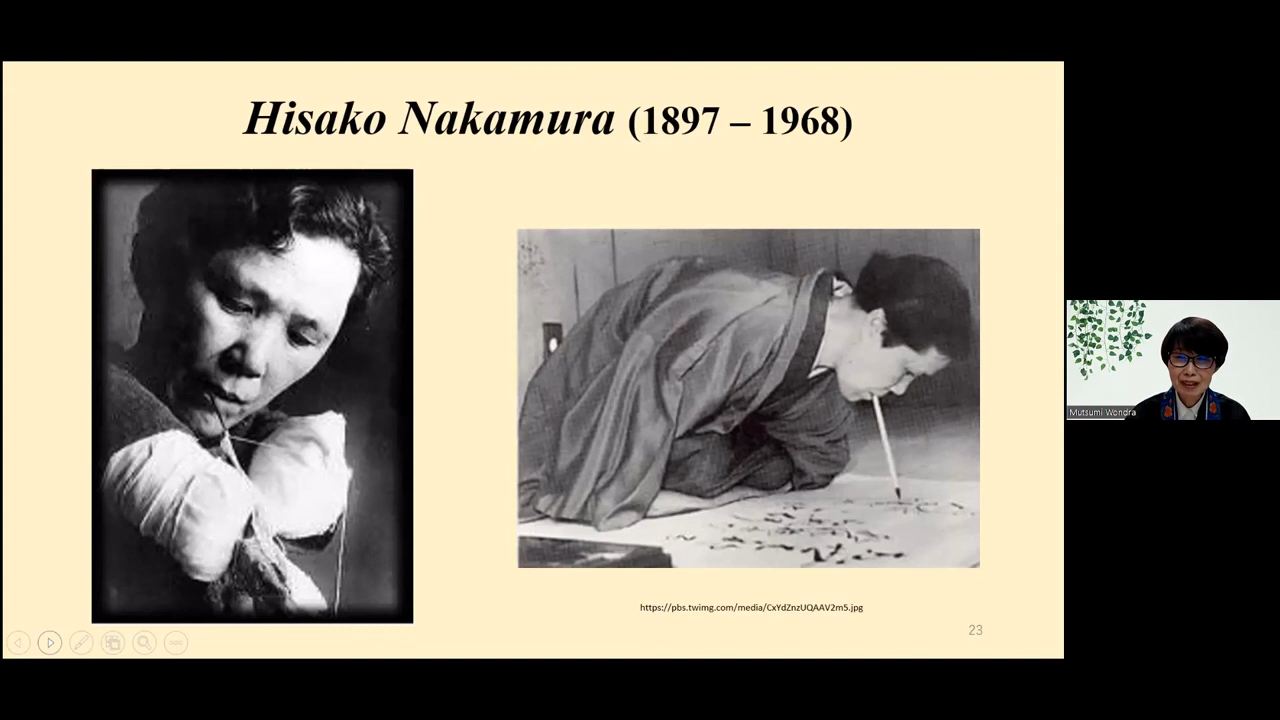 Hisako Nakamura (1897 – 1968)
https://pbs.twimg.com/media/CxYdZnzUQAAV2m5.jpg
23
Mutsumi Wondra